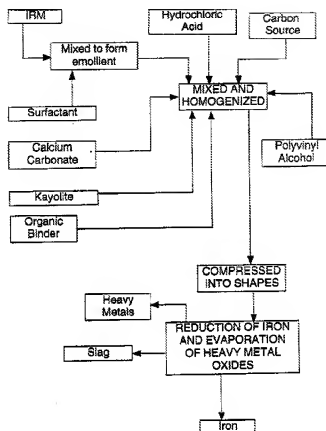 IRM
Hydrochloric
Acid
Carbon
Source
Mixed to form
emollient
Surfactant
MIXED AND
HOMOGENIZED
Calcium
Carbonate
Polyvinyl
Alcohol
Kayolite
Organic
Binder
COMPRESSED
INTO SHAPES
Heavy
Metals
REDUCTION OF IRON
AND EVAPORATION
OF HEAVY METAL
OXIDES
Slag
Iron